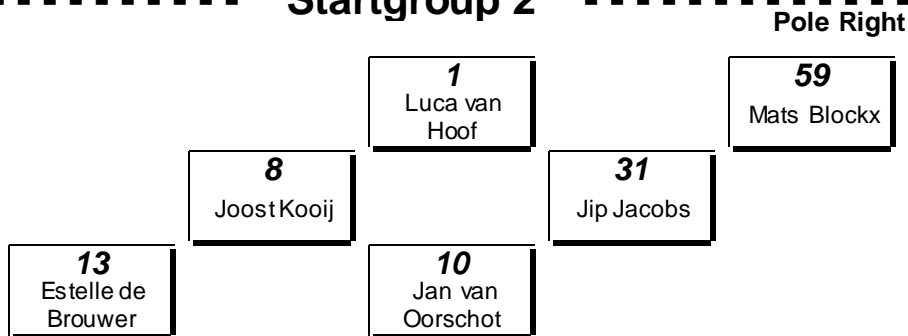 Startgroup 2
Pole Right
1
Luca van
Hoof
59
Mats Blockx
8
Joost Kooij
31
Jip Jacobs
13
Estelle de
Brouwer
10
Jan van
Oorschot